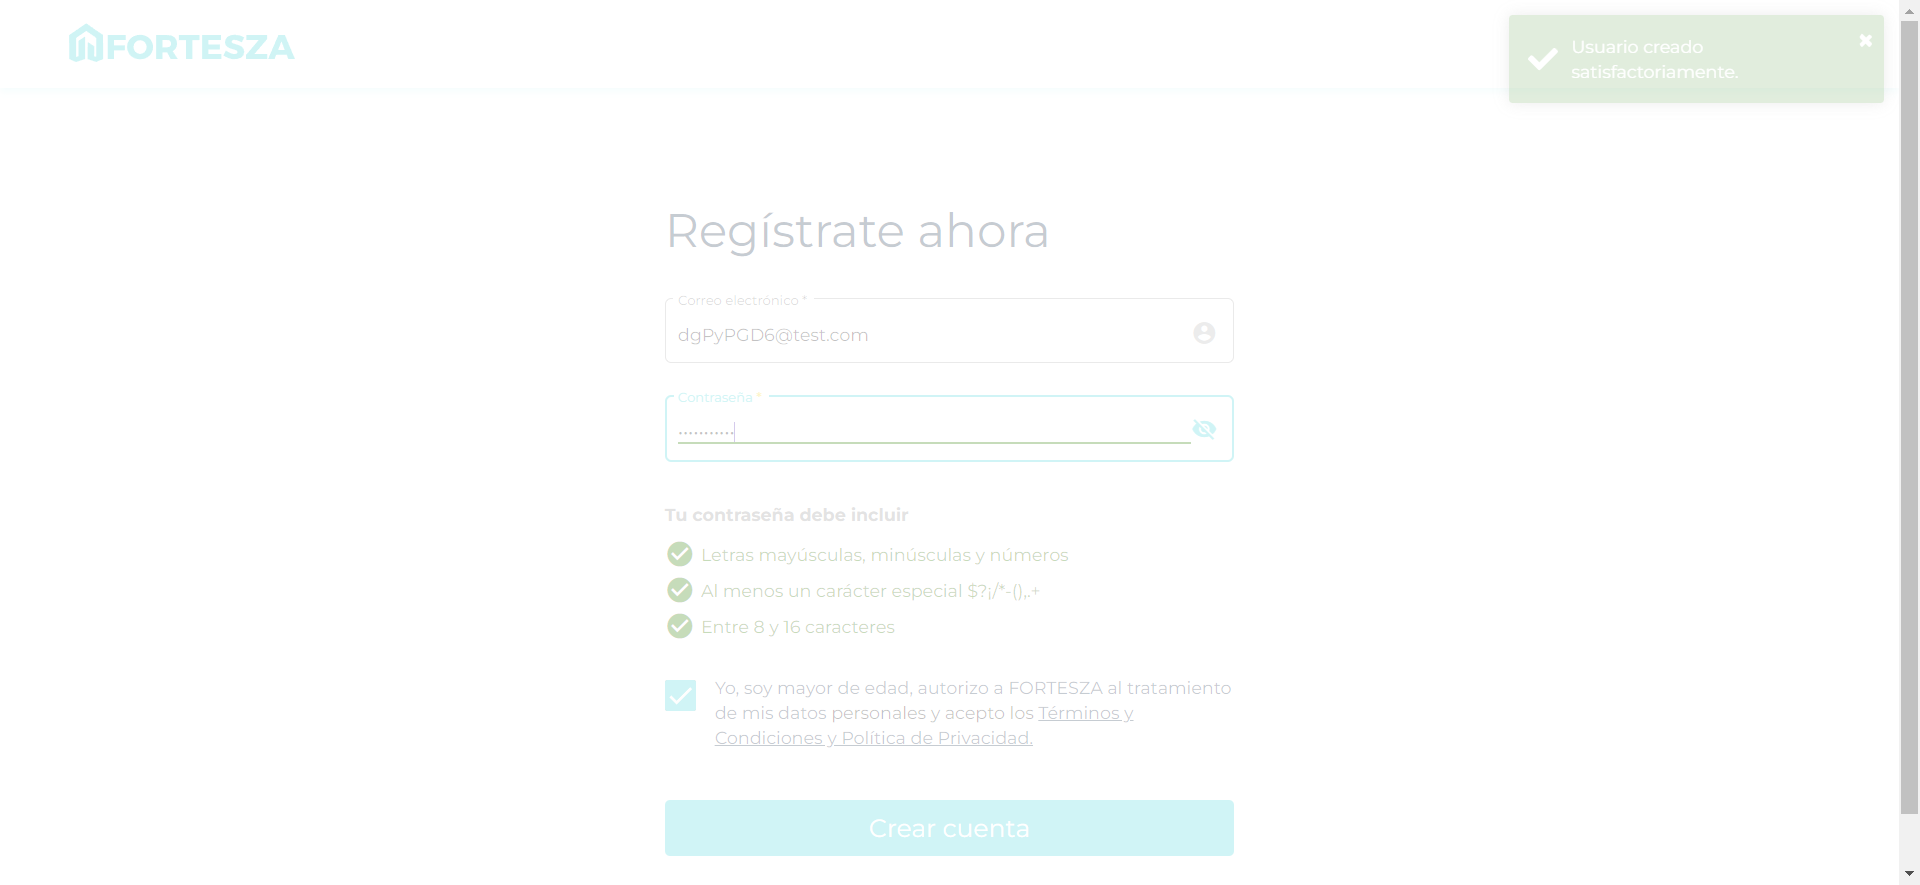 FORTESZA
Usuario creado
satisfactoriamente.
Regístrate ahora
Correo electrónico *
dgPyPGD6@test.com
Contraseña *
Tu contraseña debe incluir
Letras mayúsculas, minúsculas y números
Al menos un carácter especial $?¡/*-(),.+
Entre 8 y 16 caracteres
Yo, soy mayor de edad, autorizo a FORTESZA al tratamiento
de mis datos personales y acepto los Términos y
Condiciones y Política de Privacidad.
Crear cuenta